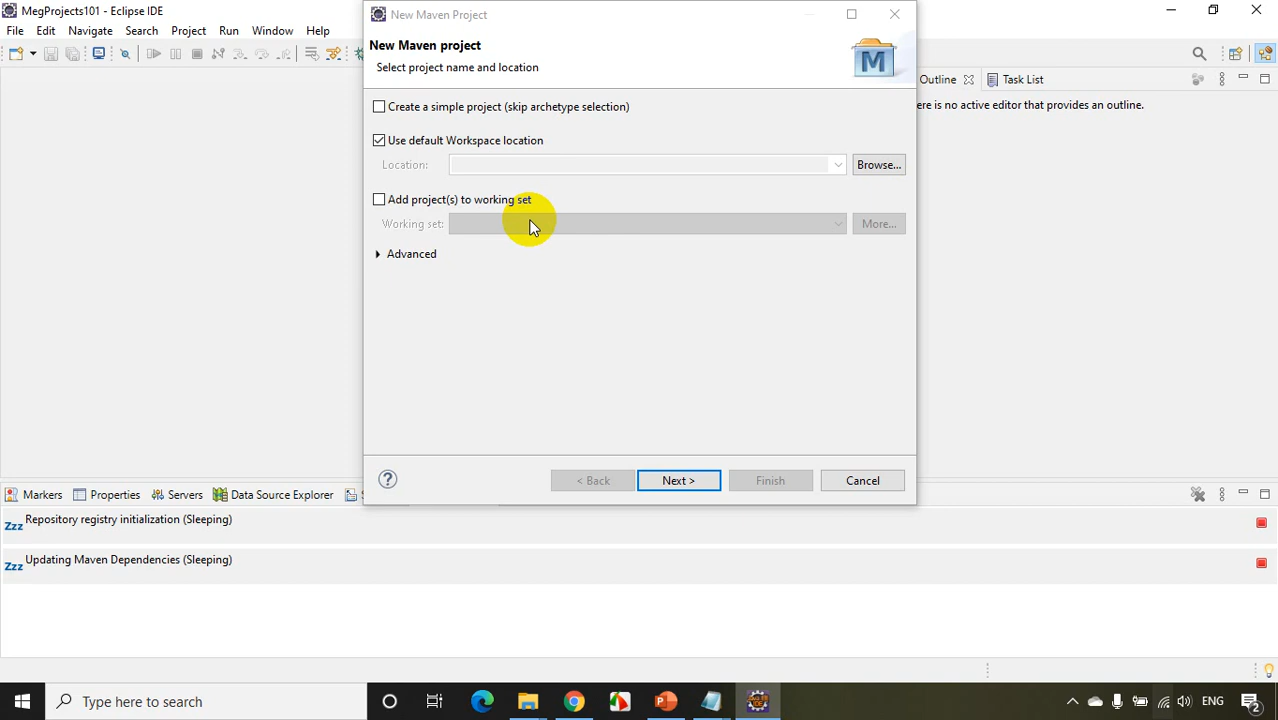 MegProjects101 - Eclipse IDE
File Edit Navigate Search Project Run Window Help
New Maven Project
New Maven project
Select project name and location
M
Create a simple project (skip archetype selection)
Use default Workspace location
Location:
Browse...
Add project(s) to working set
Working set:
More...
Advanced
< Back
Next >
Finish
Cancel
Outline
Task List
ere is no active editor that provides an outline.
Markers
Properties
Servers
Data Source Explorer
Zzz Repository registry initialization (Sleeping)
Zzz Updating Maven Dependencies (Sleeping)
Type here to search
ENG
2